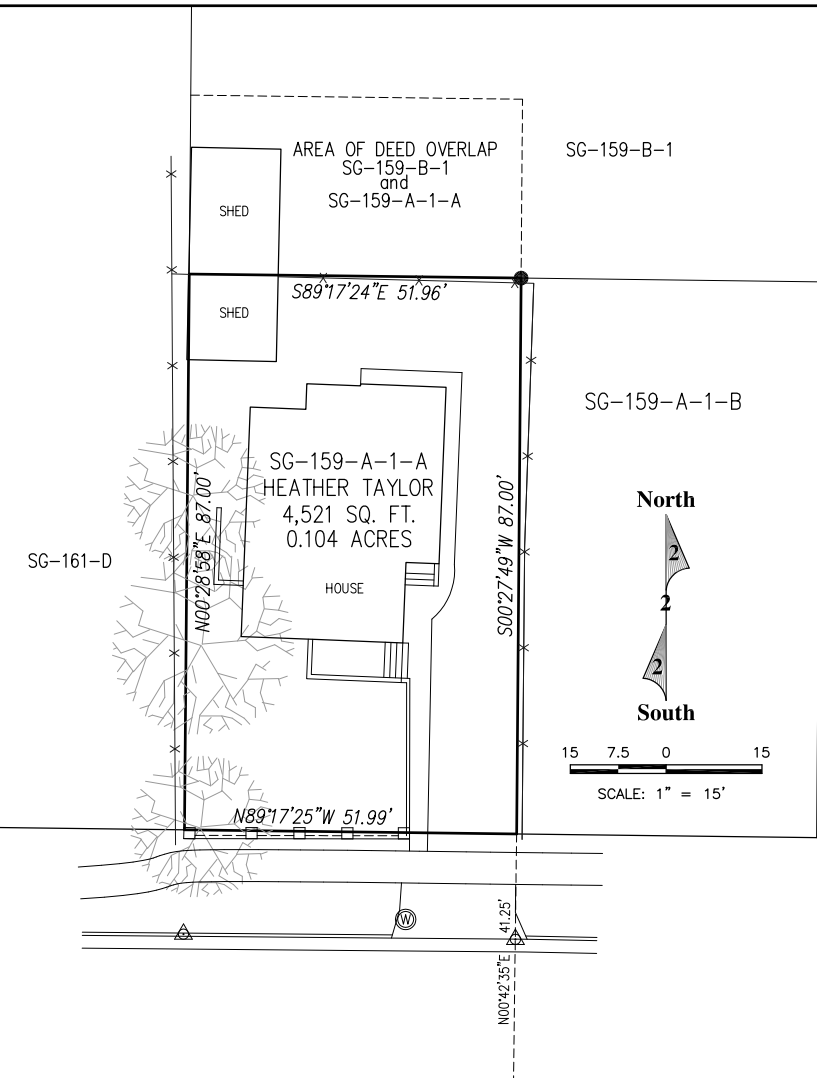 AREA OF DEED OVERLAP
SG-159-B-1
and
SG-159-A-1-A
SG-159-B-1
SHED
S89°17'24"E 51.96'
SHED
SG-159-A-1-B
SG-159-A-1-A
HEATHER TAYLOR
4,521 SQ. FT.
0.104 ACRES
HOUSE
N00°28'58"E 87.00'
S00°27'49"W 87.00'
SG-161-D
North
2
2
2
South
15 7.5 0 15
SCALE: 1" = 15'
N89°17'25"W 51.99'
W
N00°42'35"E 41.25'